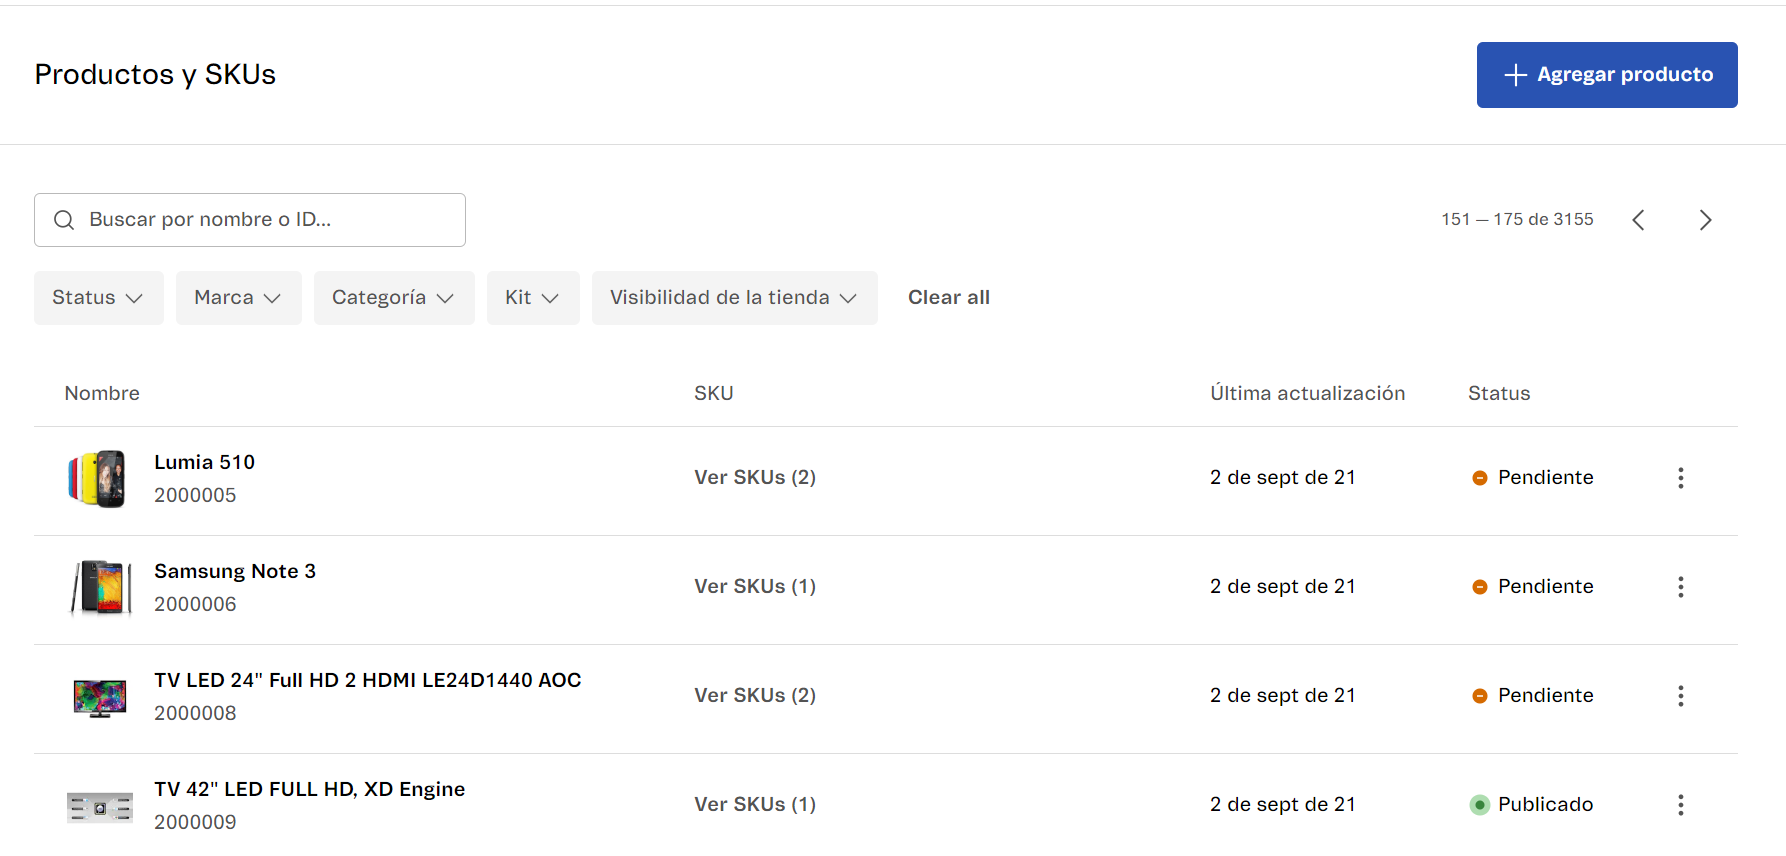 Productos y SKUs
Agregar producto
Buscar por nombre o ID...
151 — 175 de 3155
Status
Marca
Categoría
Kit
Visibilidad de la tienda
Clear all
Nombre
SKU
Última actualización
Status
Lumia 510
2000005
Ver SKUs (2)
2 de sept de 21
Pendiente
Samsung Note 3
2000006
Ver SKUs (1)
2 de sept de 21
Pendiente
TV LED 24" Full HD 2 HDMI LE24D1440 AOC
2000008
Ver SKUs (2)
2 de sept de 21
Pendiente
TV 42" LED FULL HD, XD Engine
2000009
Ver SKUs (1)
2 de sept de 21
Publicado